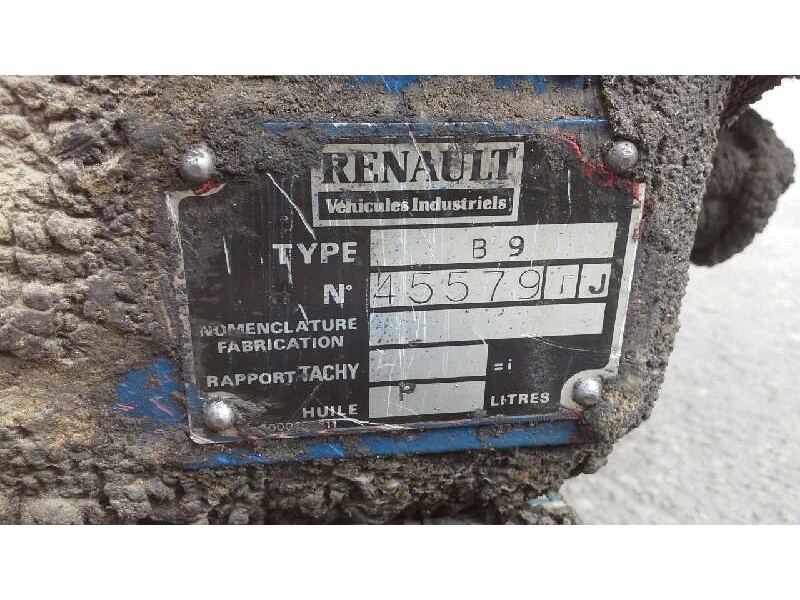 RENAULT
Véhicules Industriels
TYPE B 9
N° 45579 T J
NOMENCLATURE
FABRICATION
RAPPORT TACHY =i
HUILE P LITRES